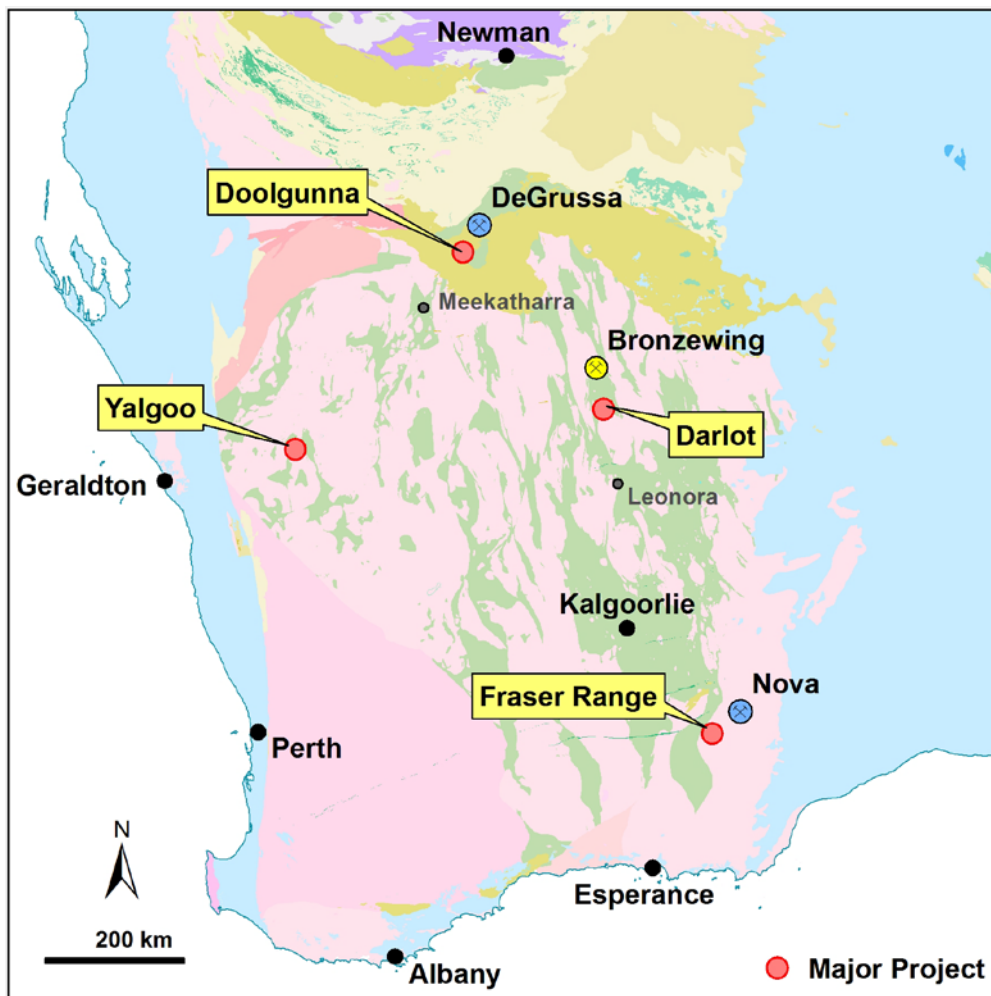 Newman
Doolgunna
DeGrussa
Meekatharra
Bronzewing
Yalgoo
Darlot
Geraldton
Leonora
Kalgoorlie
Fraser Range
Nova
Perth
N
Esperance
200 km
Albany
Major Project